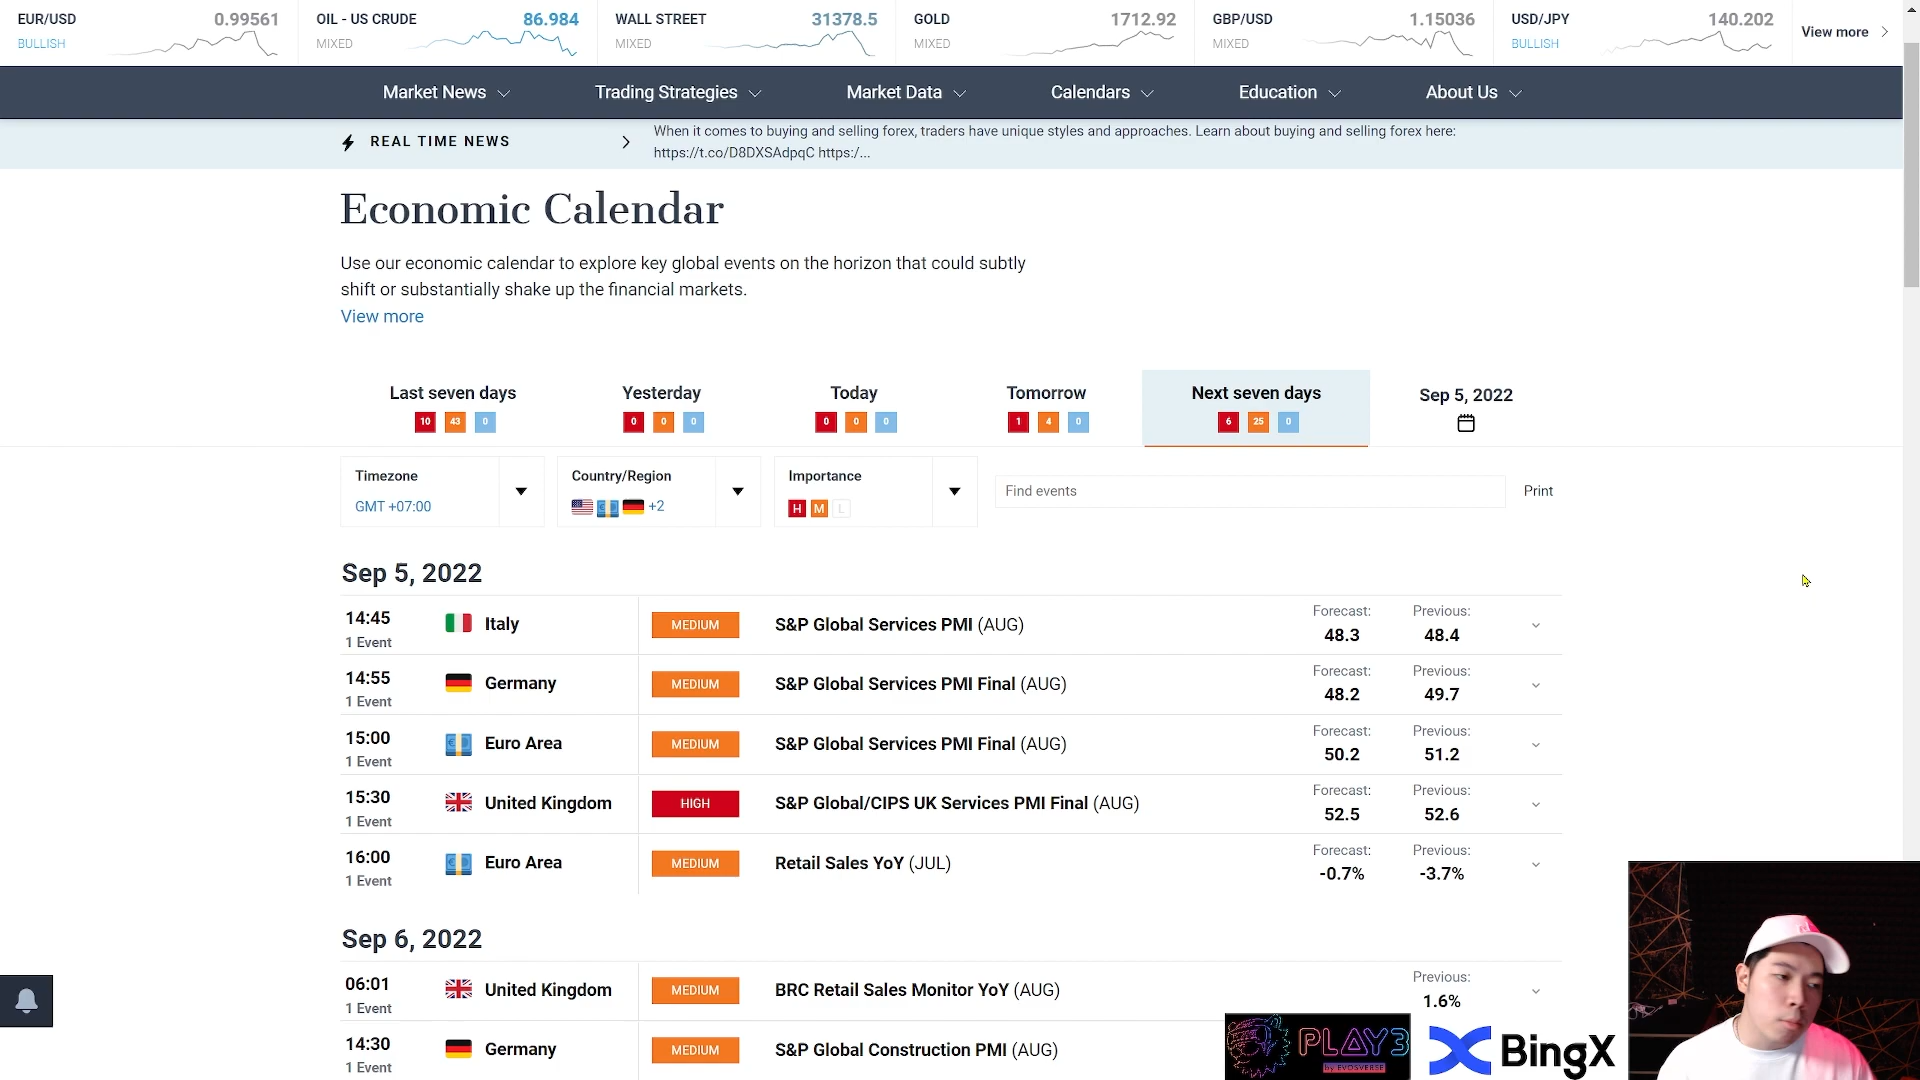 EUR/USD 0.99561
BULLISH
OIL - US CRUDE 86.984
MIXED
WALL STREET 31378.5
MIXED
GOLD 1712.92
MIXED
GBP/USD 1.15036
MIXED
USD/JPY 140.202
BULLISH
View more
Market News Trading Strategies Market Data Calendars Education About Us
REAL TIME NEWS
When it comes to buying and selling forex, traders have unique styles and approaches. Learn about buying and selling forex here:
https://t.co/D8DXSAdpqC https:/...
Economic Calendar
Use our economic calendar to explore key global events on the horizon that could subtly
shift or substantially shake up the financial markets.
View more
Last seven days Yesterday Today Tomorrow Next seven days Sep 5, 2022
10 43 0 0 0 0 0 0 0 1 4 0 6 25 0
Timezone Country/Region Importance
Find events Print
GMT +07:00 +2 H M L
Sep 5, 2022
14:45 Italy MEDIUM S&P Global Services PMI (AUG) Forecast: Previous:
1 Event 48.3 48.4
14:55 Germany MEDIUM S&P Global Services PMI Final (AUG) Forecast: Previous:
1 Event 48.2 49.7
15:00 Euro Area MEDIUM S&P Global Services PMI Final (AUG) Forecast: Previous:
1 Event 50.2 51.2
15:30 United Kingdom HIGH S&P Global/CIPS UK Services PMI Final (AUG) Forecast: Previous:
1 Event 52.5 52.6
16:00 Euro Area MEDIUM Retail Sales YoY (JUL) Forecast: Previous:
1 Event -0.7% -3.7%
Sep 6, 2022
06:01 United Kingdom MEDIUM BRC Retail Sales Monitor YoY (AUG) Previous:
1 Event 1.6%
14:30 Germany MEDIUM S&P Global Construction PMI (AUG)
1 Event
PLAY3
by EVOSVERSE
BingX